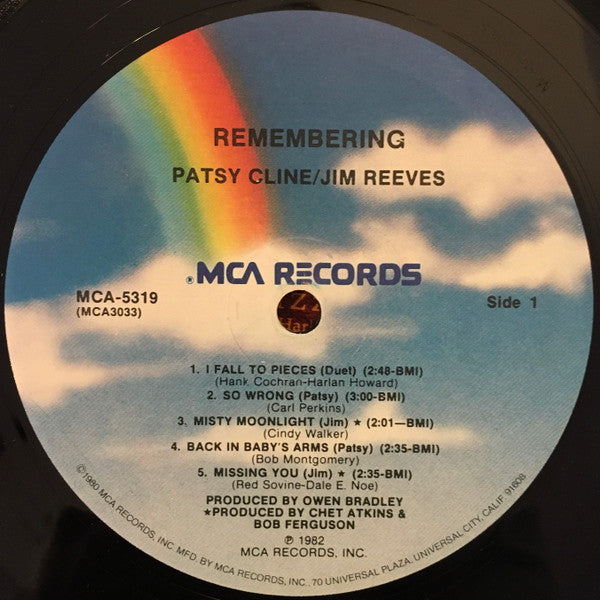 REMEMBERING
PATSY CLINE/JIM REEVES
®MCA RECORDS
MCA-5319
(MCA3033)
Side 1
1. I FALL TO PIECES (Duet) (2:48-BMI)
(Hank Cochran-Harlan Howard)
2. SO WRONG (Patsy) (3:00-BMI)
(Carl Perkins)
3. MISTY MOONLIGHT (Jim) ★ (2:01—BMI)
(Cindy Walker)
4. BACK IN BABY'S ARMS (Patsy) (2:35-BMI)
(Bob Montgomery)
5. MISSING YOU (Jim) ★ (2:35-BMI)
(Red Sovine-Dale E. Noe)
PRODUCED BY OWEN BRADLEY
★PRODUCED BY CHET ATKINS &
BOB FERGUSON
℗ 1982
MCA RECORDS, INC.
©1980 MCA RECORDS, INC. MFD. BY MCA RECORDS, INC., 70 UNIVERSAL PLAZA, UNIVERSAL CITY, CALIF. 91608